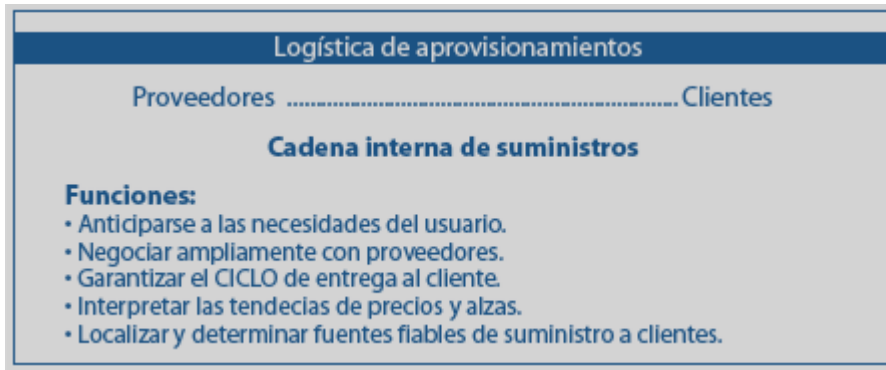 Logística de aprovisionamientos
Proveedores ........................................................................ Clientes
Cadena interna de suministros
Funciones:
• Anticiparse a las necesidades del usuario.
• Negociar ampliamente con proveedores.
• Garantizar el CICLO de entrega al cliente.
• Interpretar las tendecias de precios y alzas.
• Localizar y determinar fuentes fiables de suministro a clientes.